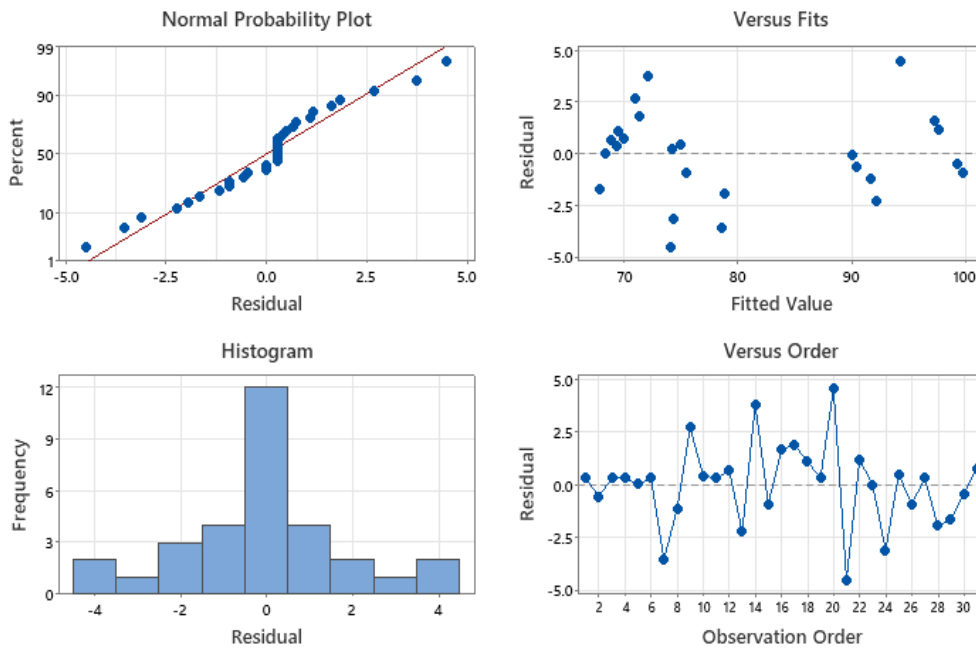 Normal Probability Plot
99
90
50
10
1
Percent
-5.0 -2.5 0.0 2.5 5.0
Residual
Versus Fits
5.0
2.5
0.0
-2.5
-5.0
Residual
70 80 90 100
Fitted Value
Histogram
12
9
6
3
0
Frequency
-4 -2 0 2 4
Residual
Versus Order
5.0
2.5
0.0
-2.5
-5.0
Residual
2 4 6 8 10 12 14 16 18 20 22 24 26 28 30
Observation Order